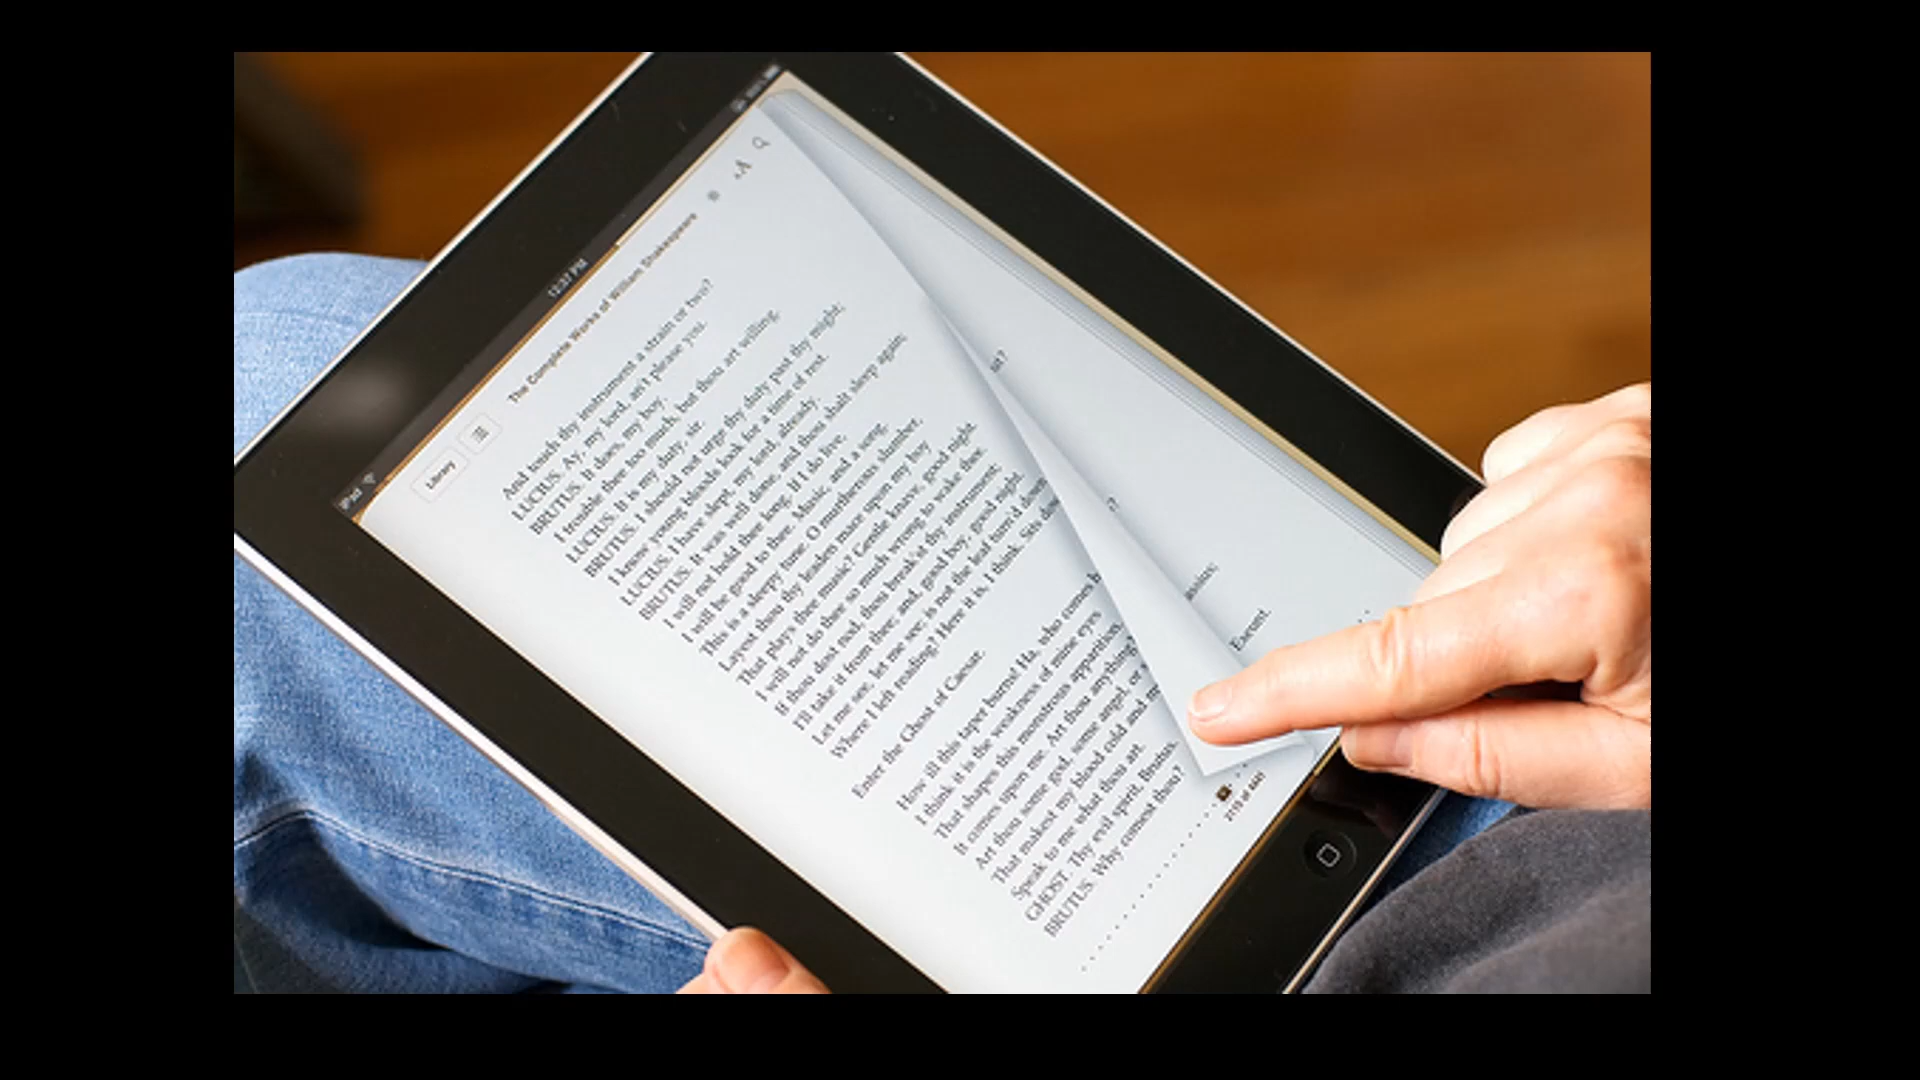 iPad 12:37 PM
Library
The Complete Works of William Shakespeare
AA
And touch thy instrument a strain or two?
LUCIUS. Ay, my lord, an't please you.
BRUTUS. It does, my boy.
I trouble thee too much, but thou art willing.
LUCIUS. It is my duty, sir.
BRUTUS. I should not urge thy duty past thy might;
I know young bloods look for a time of rest.
LUCIUS. I have slept, my lord, already.
BRUTUS. It was well done, and thou shalt sleep again;
I will not hold thee long. If I do live,
I will be good to thee. Music, and a song.
This is a sleepy tune. O murtherous slumber,
Layest thou thy leaden mace upon my boy
That plays thee music? Gentle knave, good night.
I will not do thee so much wrong to wake thee.
If thou dost nod, thou break'st thy instrument;
I'll take it from thee; and, good boy, good night.
Let me see, let me see; is not the leaf turn'd down
Where I left reading? Here it is, I think. Sits
Enter the Ghost of Caesar.
How ill this taper burns! Ha, who comes
I think it is the weakness of mine eyes
That shapes this monstrous apparition.
It comes upon me. Art thou anything?
Art thou some god, some angel, or
That makest my blood cold and
Speak to me what thou art.
GHOST. Thy evil spirit, Brutus.
BRUTUS. Why comest thou?
Exeunt.